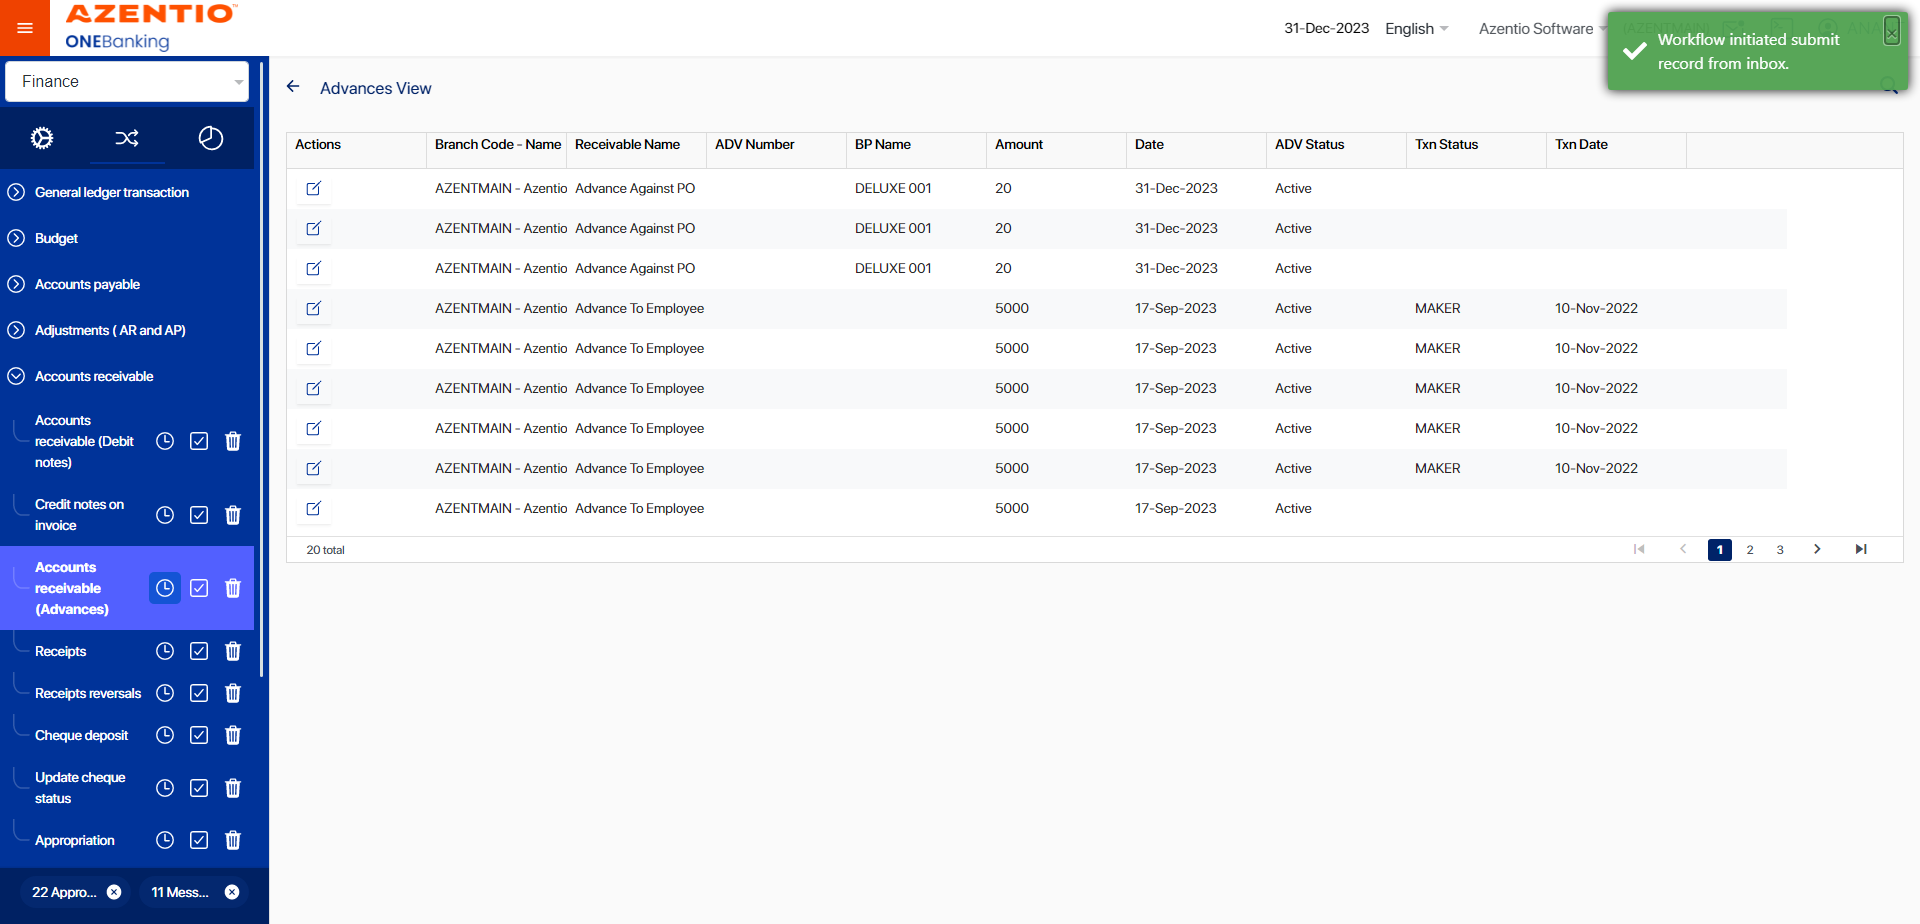 AZENTIO™
ONEBanking
31-Dec-2023 English Azentio Software
Workflow initiated submit
record from inbox.
Finance
General ledger transaction
Budget
Accounts payable
Adjustments ( AR and AP)
Accounts receivable
Accounts
receivable (Debit
notes)
Credit notes on
invoice
Accounts
receivable
(Advances)
Receipts
Receipts reversals
Cheque deposit
Update cheque
status
Appropriation
22 Appro... 11 Mess...
Advances View
Actions Branch Code - Name Receivable Name ADV Number BP Name Amount Date ADV Status Txn Status Txn Date
AZENTMAIN - Azentio Advance Against PO DELUXE 001 20 31-Dec-2023 Active
AZENTMAIN - Azentio Advance Against PO DELUXE 001 20 31-Dec-2023 Active
AZENTMAIN - Azentio Advance Against PO DELUXE 001 20 31-Dec-2023 Active
AZENTMAIN - Azentio Advance To Employee 5000 17-Sep-2023 Active MAKER 10-Nov-2022
AZENTMAIN - Azentio Advance To Employee 5000 17-Sep-2023 Active MAKER 10-Nov-2022
AZENTMAIN - Azentio Advance To Employee 5000 17-Sep-2023 Active MAKER 10-Nov-2022
AZENTMAIN - Azentio Advance To Employee 5000 17-Sep-2023 Active MAKER 10-Nov-2022
AZENTMAIN - Azentio Advance To Employee 5000 17-Sep-2023 Active MAKER 10-Nov-2022
AZENTMAIN - Azentio Advance To Employee 5000 17-Sep-2023 Active
20 total 1 2 3